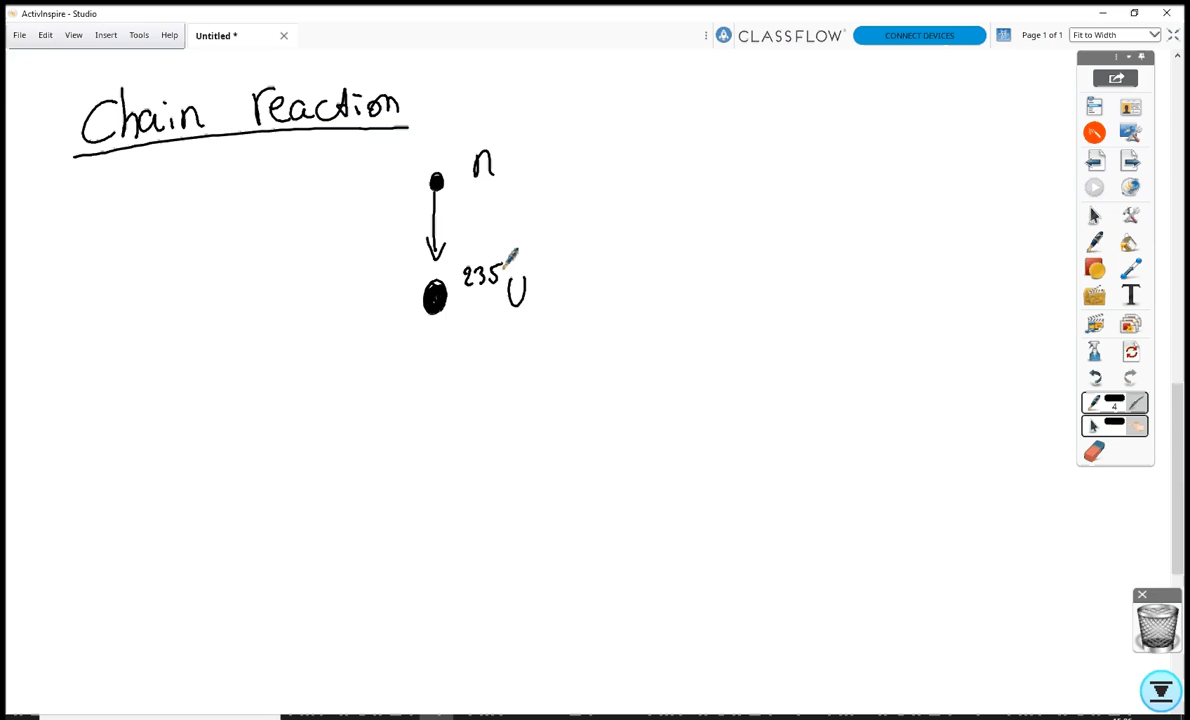 ActivInspire - Studio
File Edit View Insert Tools Help Untitled * CLASSFLOW CONNECT DEVICES Page 1 of 1 Fit to Width
Chain reaction
n
235
U
T
4